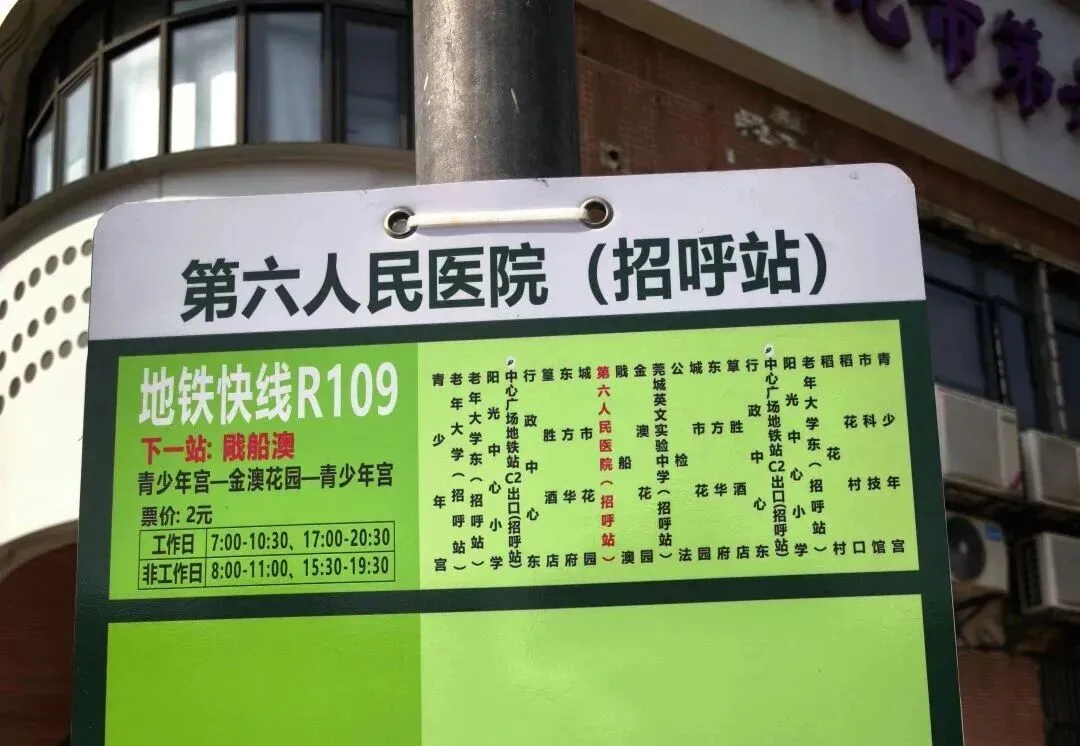 市第
第六人民医院（招呼站）
地铁快线R109
下一站: 戙船澳
青少年宫—金澳花园—青少年宫
票价: 2元
工作日 7:00-10:30、17:00-20:30
非工作日 8:00-11:00、15:30-19:30
青少年宫
老年大学（招呼站）
老年大学东（招呼站）
阳光中心小学
中心广场地铁站C2出口（招呼站）
行政中心东
篁胜酒店
东方华府
城市花园
第六人民医院（招呼站）
戙船澳
金澳花园
莞城英文实验中学（招呼站）
公检法
城市花园
东方华府
篁胜酒店
行政中心东
中心广场地铁站C2出口（招呼站）
阳光中心小学
老年大学东（招呼站）
稻花村
稻花村口
市科技馆
青少年宫